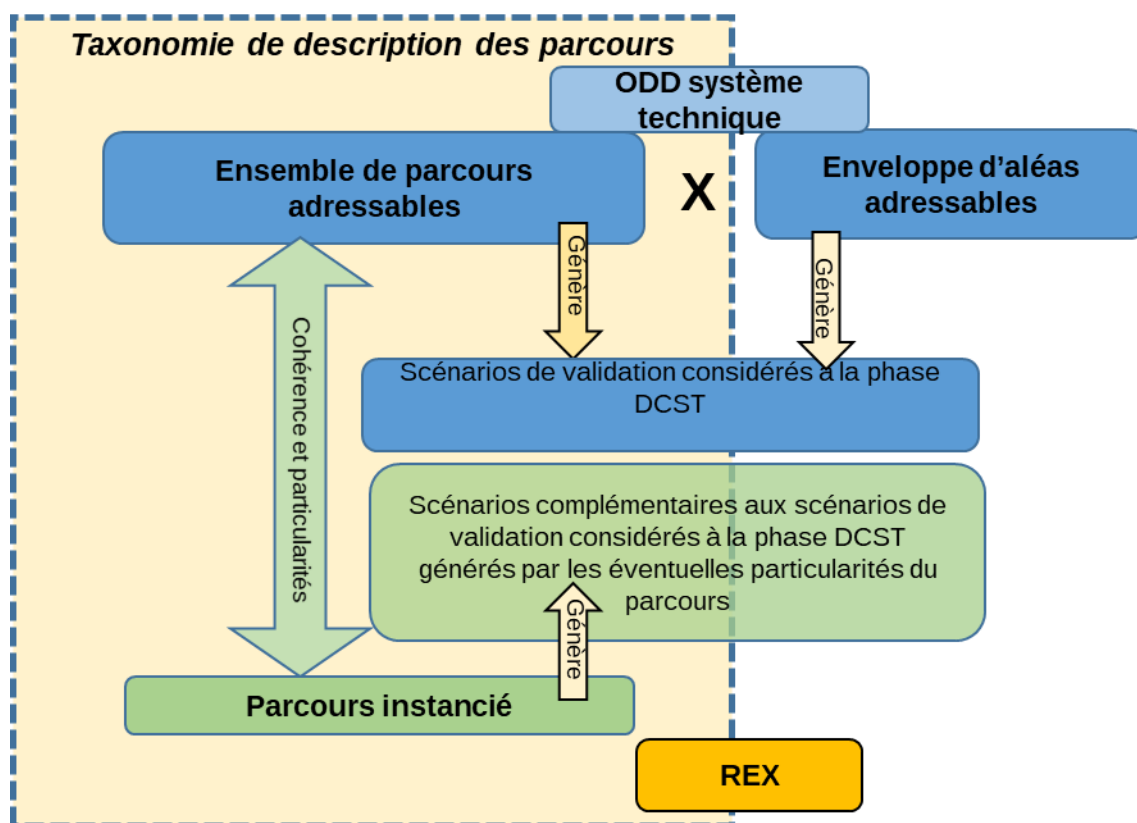 Taxonomie de description des parcours
ODD système
technique
Ensemble de parcours
adressables
X
Enveloppe d'aléas
adressables
Génère
Génère
Cohérence et particularités
Scénarios de validation considérés à la phase
DCST
Scénarios complémentaires aux scénarios de
validation considérés à la phase DCST
générés par les éventuelles particularités du
parcours
Génère
Parcours instancié
REX